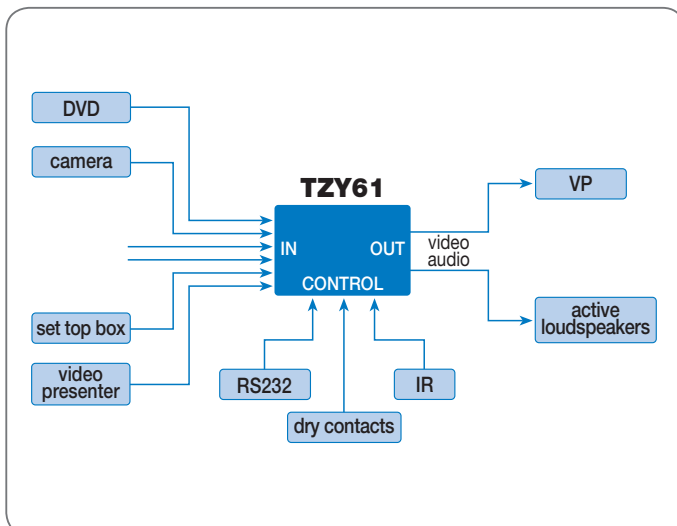 DVD
camera
TZY61
VP
IN
OUT
video
audio
CONTROL
set top box
active
loudspeakers
video
presenter
RS232
IR
dry contacts